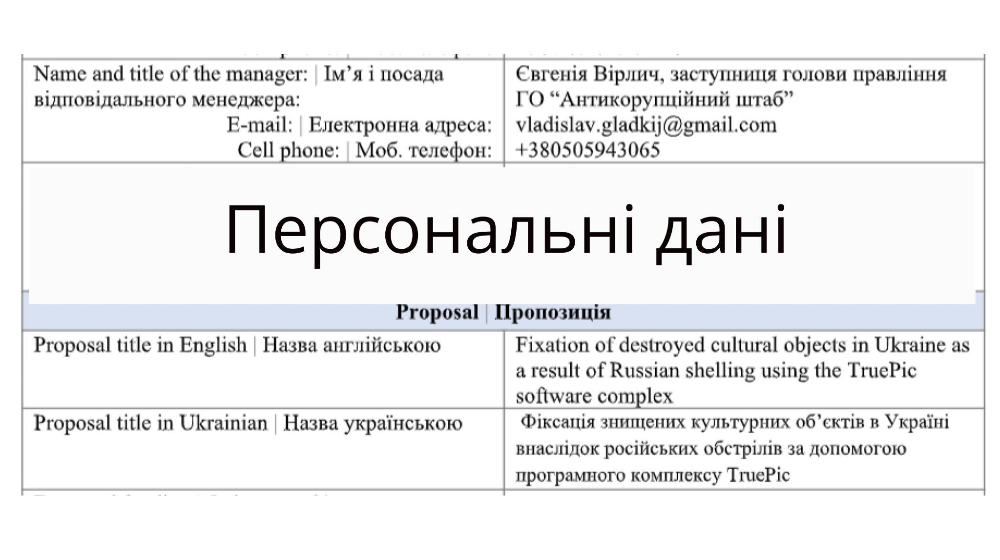 Name and title of the manager: | Ім’я і посада
відповідального менеджера:
E-mail: | Електронна адреса:
Cell phone: | Моб. телефон:
Євгенія Вірлич, заступниця голови правління
ГО “Антикорупційний штаб”
vladislav.gladkij@gmail.com
+380505943065
Персональні дані
Proposal | Пропозиція
Proposal title in English | Назва англійською
Fixation of destroyed cultural objects in Ukraine as
a result of Russian shelling using the TruePic
software complex
Proposal title in Ukrainian | Назва українською
Фіксація знищених культурних об’єктів в Україні
внаслідок російських обстрілів за допомогою
програмного комплексу TruePic